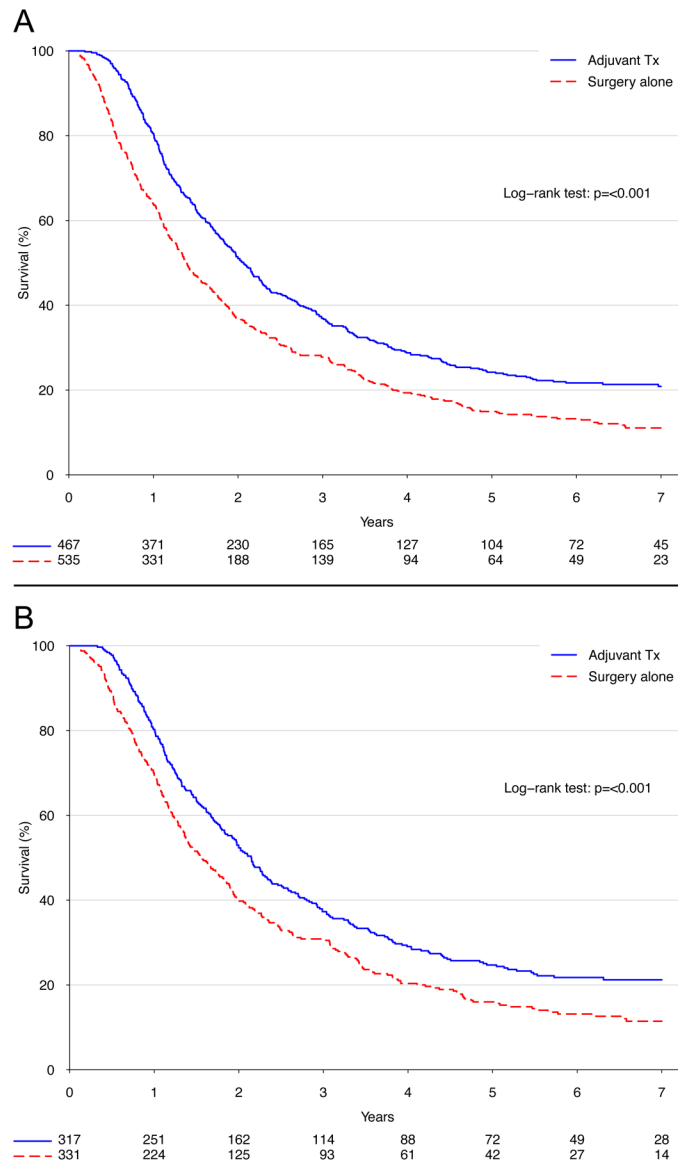 A
100
80
60
40
20
0
Survival (%)
Adjuvant Tx
Surgery alone
Log-rank test: p=<0.001
0 1 2 3 4 5 6 7
Years
467 371 230 165 127 104 72 45
535 331 188 139 94 64 49 23
B
100
80
60
40
20
0
Survival (%)
Adjuvant Tx
Surgery alone
Log-rank test: p=<0.001
0 1 2 3 4 5 6 7
Years
317 251 162 114 88 72 49 28
331 224 125 93 61 42 27 14